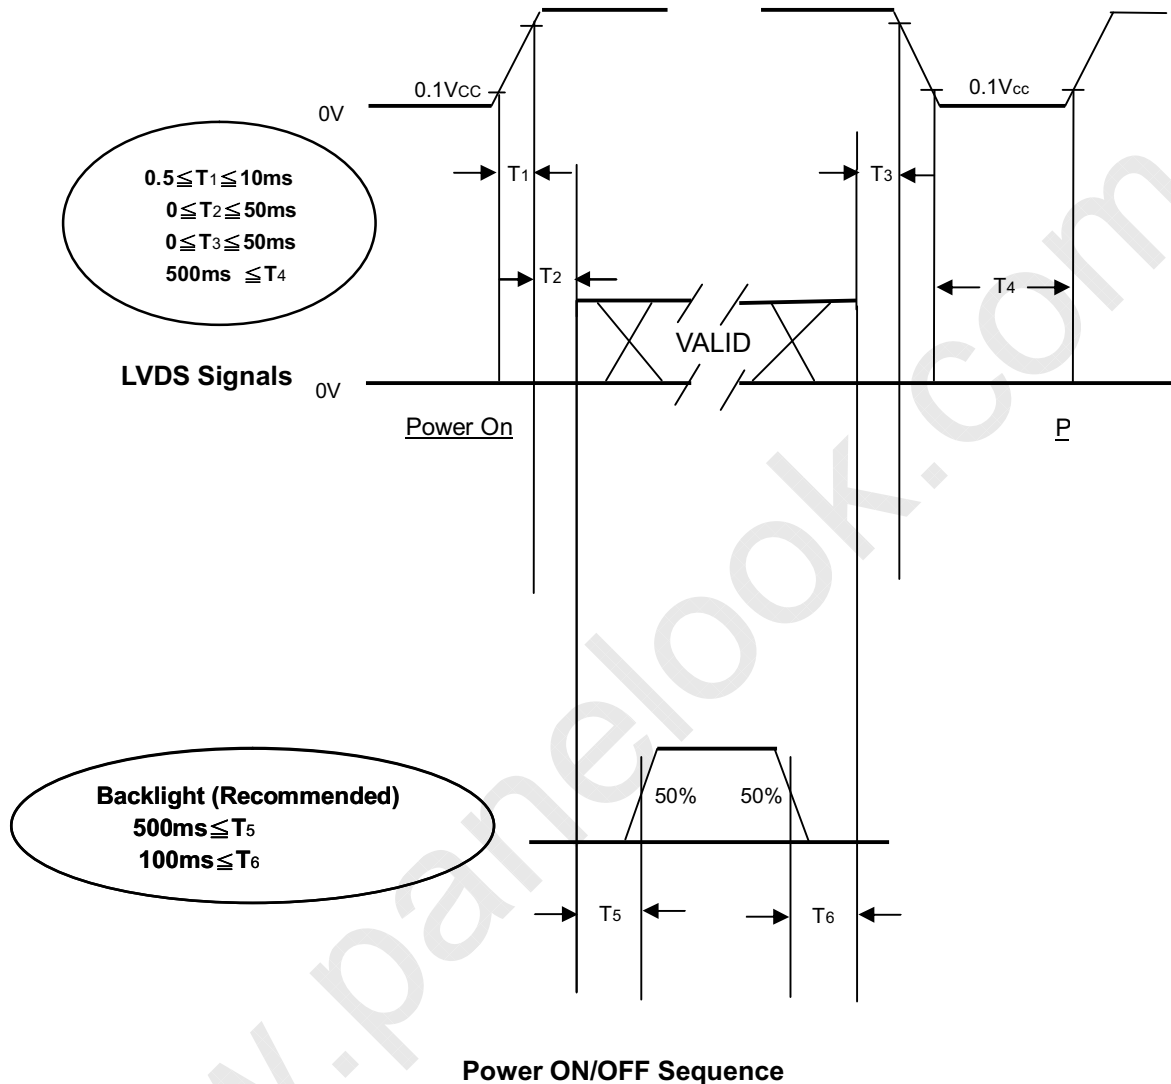 0.1Vcc
0.1Vcc
0V
0.5≦T1≦10ms
0≦T2≦50ms
0≦T3≦50ms
500ms ≦T4
T1
T3
T2
T4
VALID
LVDS Signals
0V
Power On
P
Backlight (Recommended)
500ms≦T5
100ms≦T6
50%
50%
T5
T6
Power ON/OFF Sequence
w.panelook.com